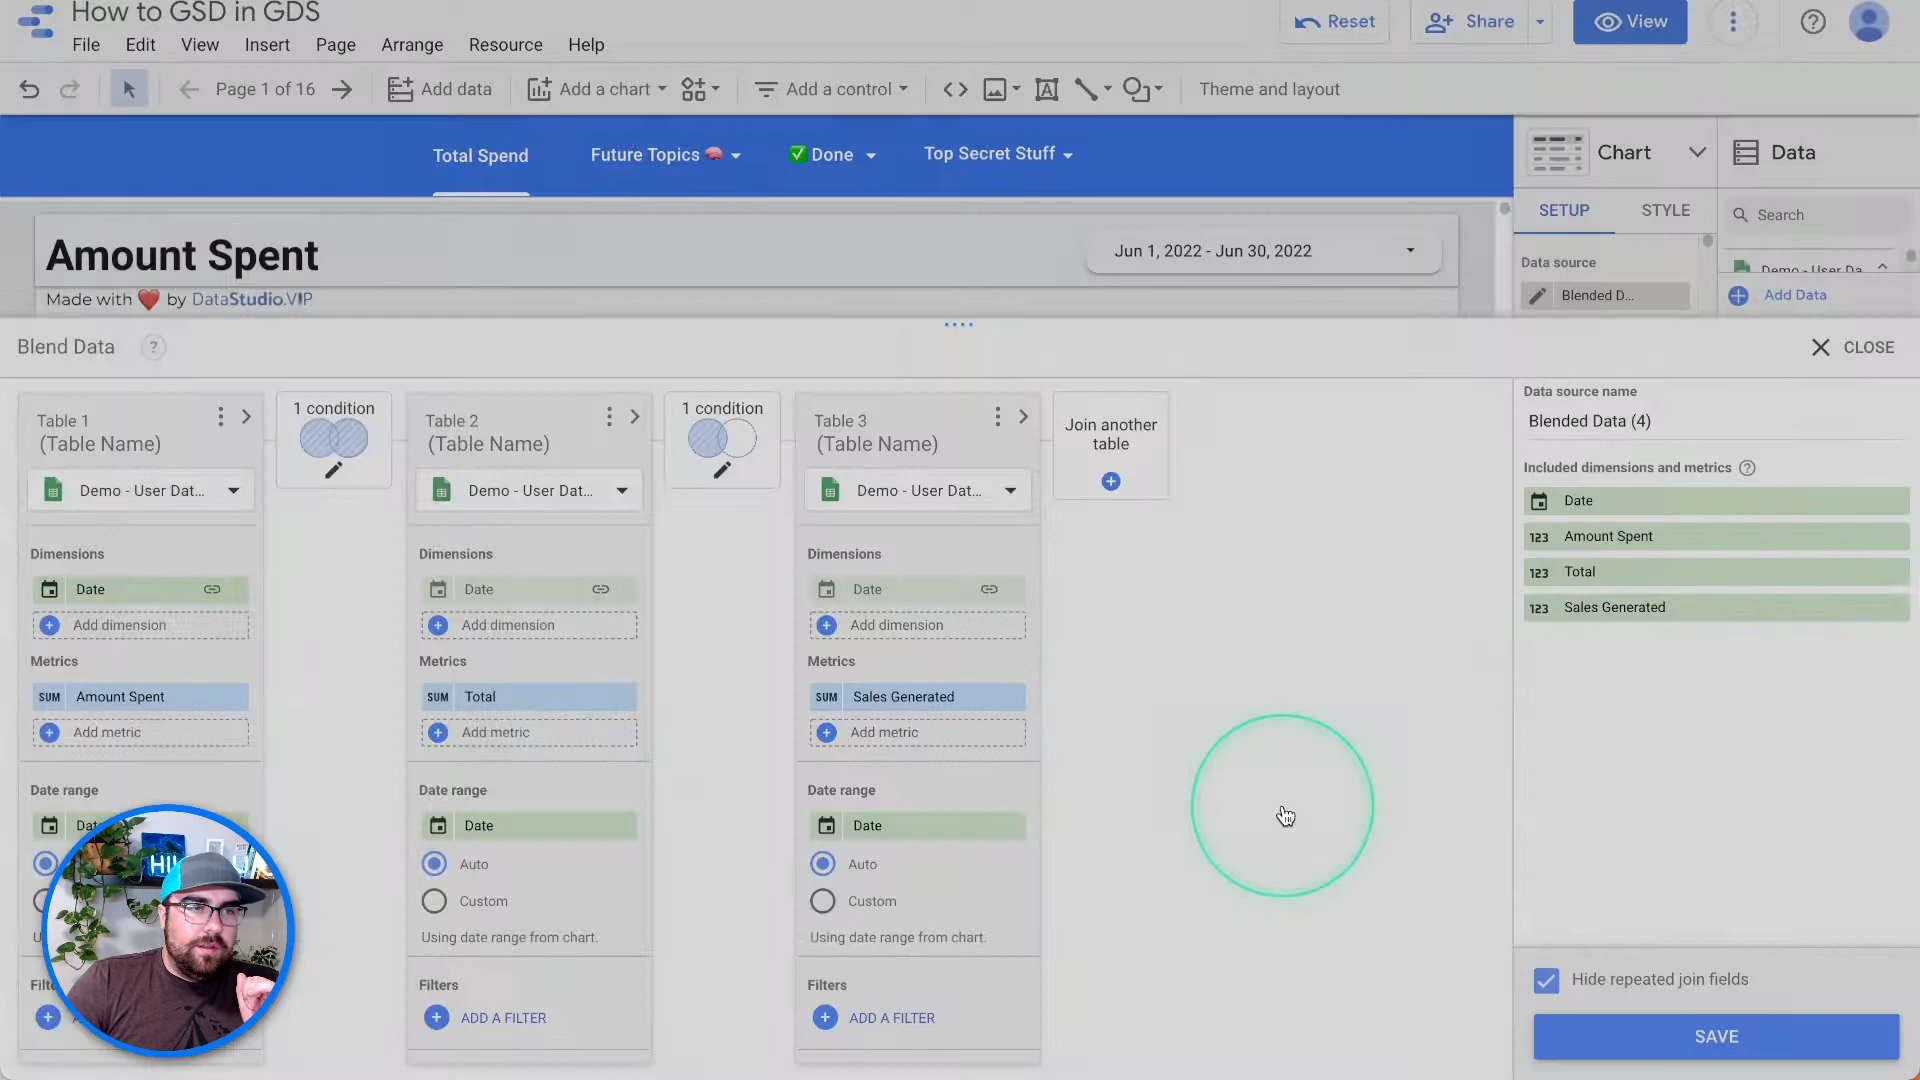 How to GSD in GDS
Reset
Share
View
File Edit View Insert Page Arrange Resource Help
Page 1 of 16
Add data
Add a chart
Add a control
Theme and layout
Total Spend
Future Topics 🧠
✅ Done
Top Secret Stuff
Chart
Data
SETUP
STYLE
Search
Amount Spent
Jun 1, 2022 - Jun 30, 2022
Data source
Demo - User Da...
Made with ❤️ by DataStudio.VIP
Blended D...
Add Data
Blend Data
?
CLOSE
Table 1
(Table Name)
Demo - User Dat...
Dimensions
Date
Add dimension
Metrics
SUM Amount Spent
Add metric
Date range
HI
1 condition
Table 2
(Table Name)
Demo - User Dat...
Dimensions
Date
Add dimension
Metrics
SUM Total
Add metric
Date range
Date
Auto
Custom
Using date range from chart.
Filters
ADD A FILTER
1 condition
Table 3
(Table Name)
Demo - User Dat...
Dimensions
Date
Add dimension
Metrics
SUM Sales Generated
Add metric
Date range
Date
Auto
Custom
Using date range from chart.
Filters
ADD A FILTER
Join another
table
Data source name
Blended Data (4)
Included dimensions and metrics ?
Date
123 Amount Spent
123 Total
123 Sales Generated
Hide repeated join fields
SAVE